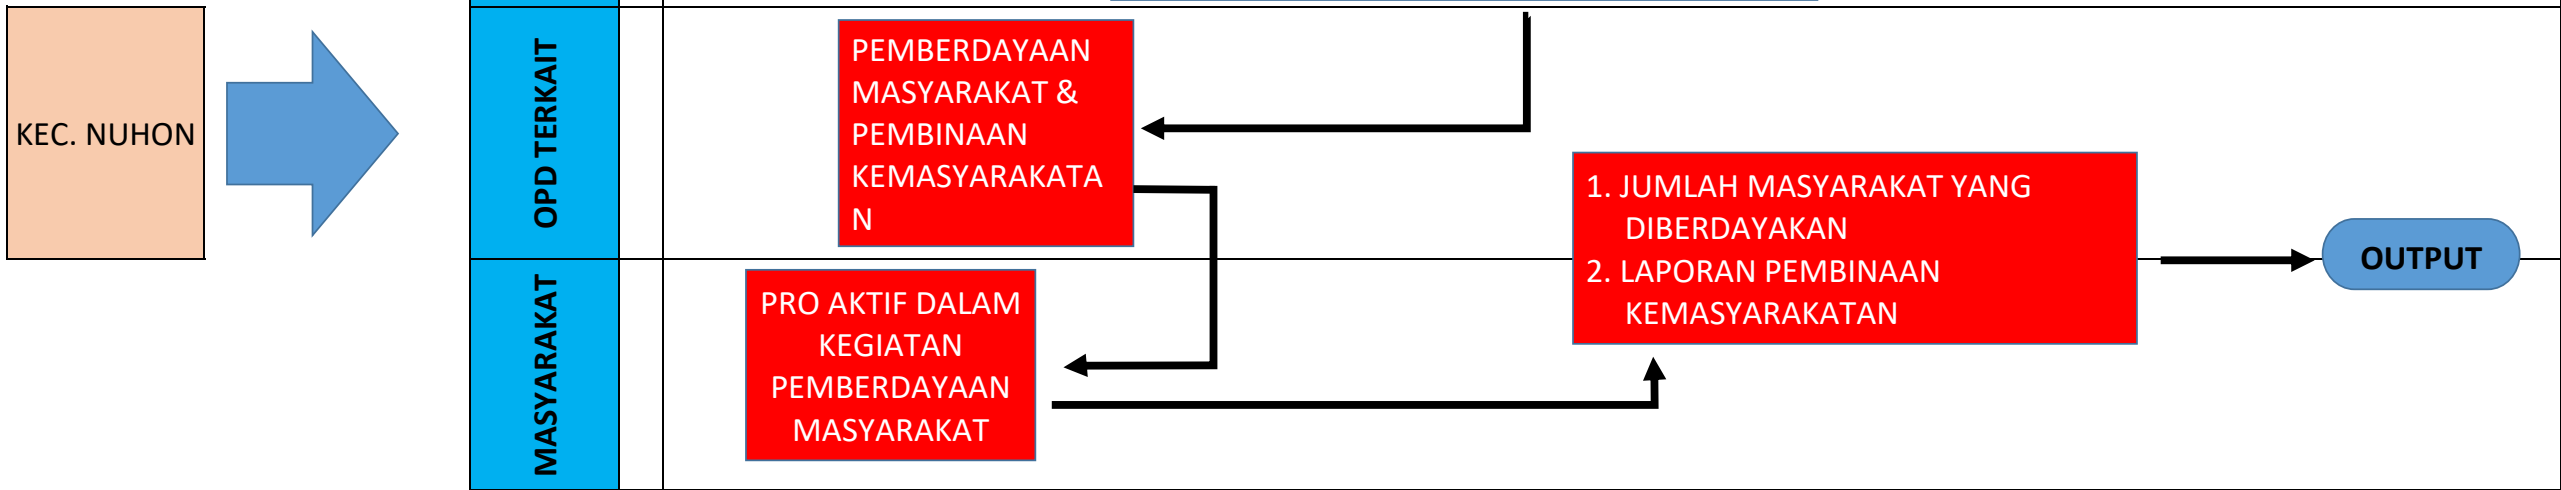 KEC. NUHON
OPD TERKAIT
PEMBERDAYAAN
MASYARAKAT &
PEMBINAAN
KEMASYARAKATA
N
MASYARAKAT
PRO AKTIF DALAM
KEGIATAN
PEMBERDAYAAN
MASYARAKAT
1. JUMLAH MASYARAKAT YANG
DIBERDAYAKAN
2. LAPORAN PEMBINAAN
KEMASYARAKATAN
OUTPUT